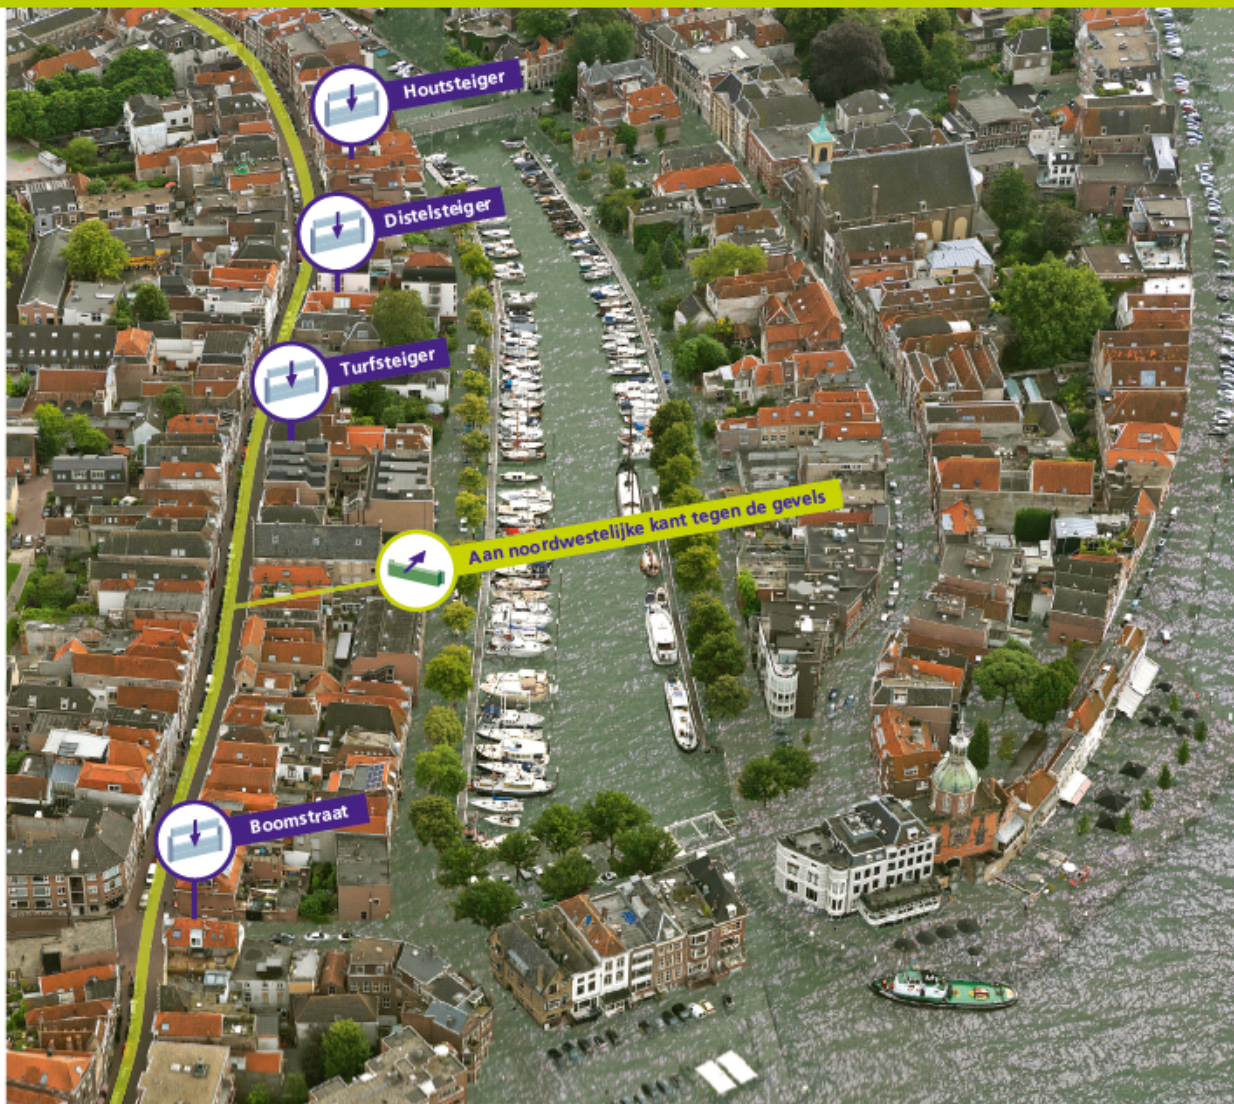 Houtsteiger
Distelsteiger
Turfsteiger
Aan noordwestelijke kant tegen de gevels
Boomstraat